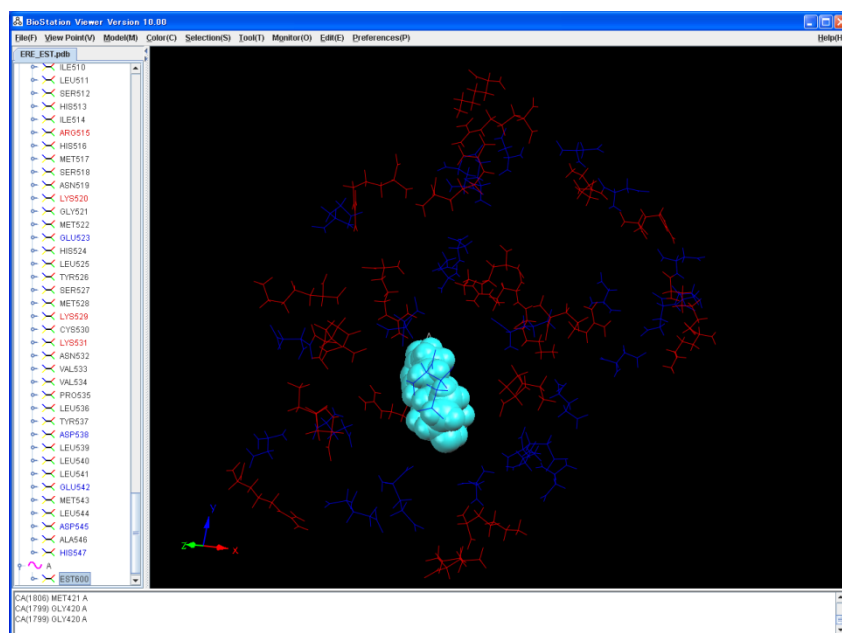 BioStation Viewer Version 10.00
File(F) View Point(V) Model(M) Color(C) Selection(S) Tool(T) Monitor(O) Edit(E) Preferences(P) Help(H)
ERE_EST.pdb
ILE510
LEU511
SER512
HIS513
ILE514
ARG515
HIS516
MET517
SER518
ASN519
LYS520
GLY521
MET522
GLU523
HIS524
LEU525
TYR526
SER527
MET528
LYS529
CYS530
LYS531
ASN532
VAL533
VAL534
PRO535
LEU536
TYR537
ASP538
LEU539
LEU540
LEU541
GLU542
MET543
LEU544
ASP545
ALA546
HIS547
A
EST600
Y
Z X
CA(1806) MET421 A
CA(1799) GLY420 A
CA(1799) GLY420 A